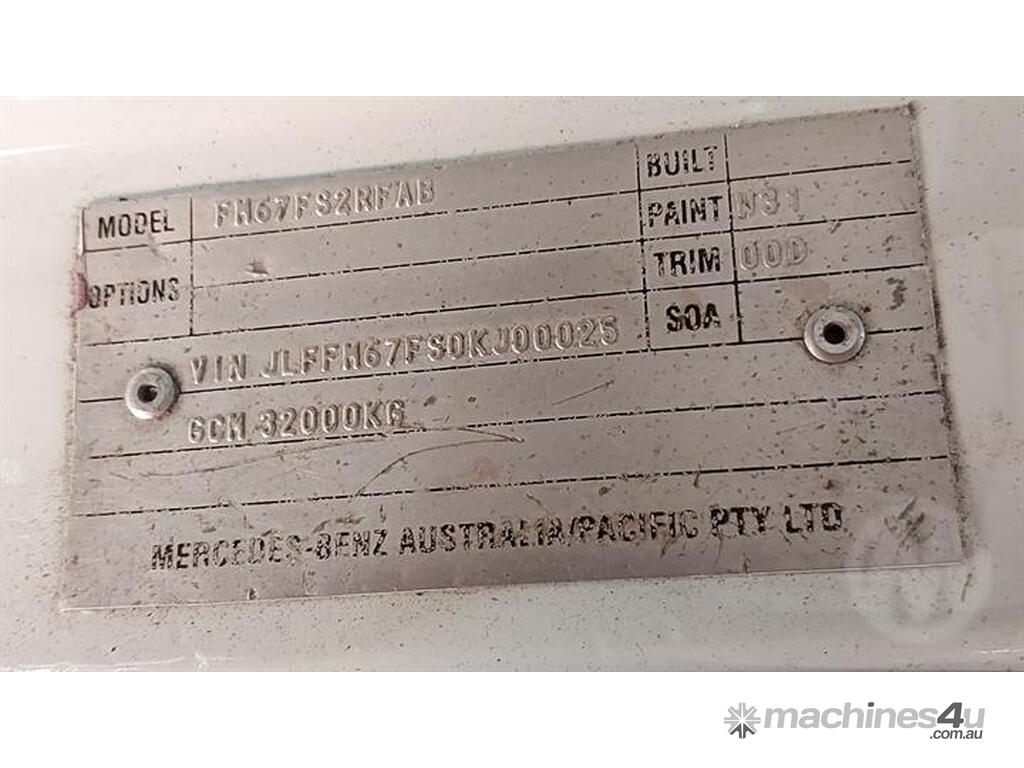 MODEL FM67FS2RFAB BUILT
PAINT W31
OPTIONS TRIM 00D
SOA
VIN JLFFM67FS0KJ00025
GCM 32000KG
MERCEDES-BENZ AUSTRALIA/PACIFIC PTY LTD
machines4u
.com.au